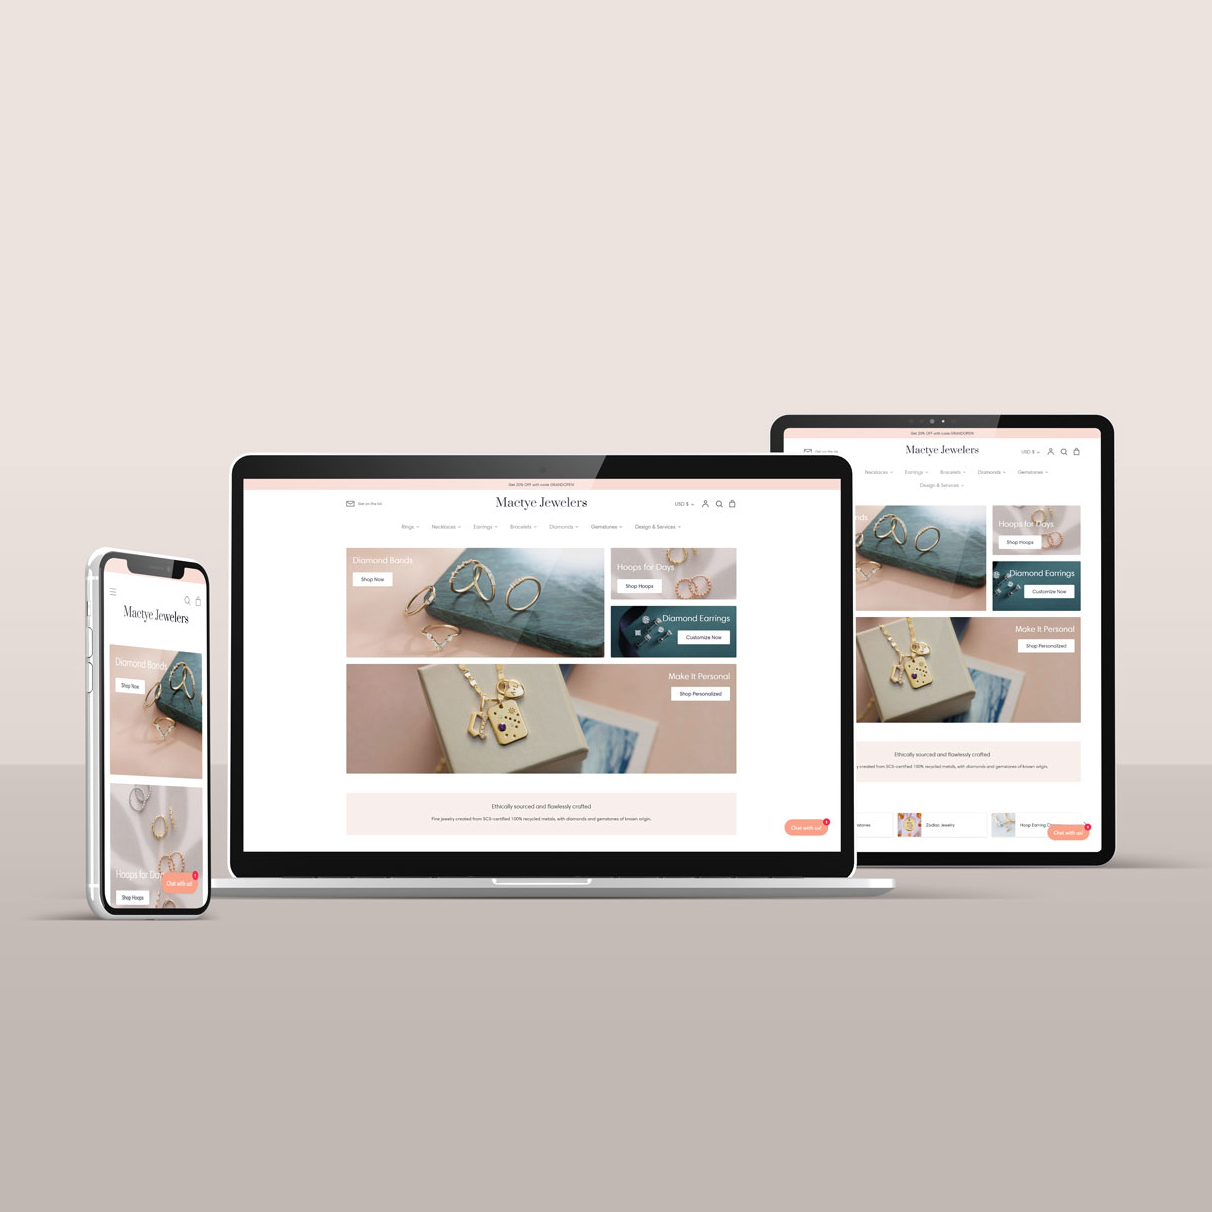 Mactye Jewelers
Diamond Bands
Shop Now
Hoops for Days
Chat with us!
Shop Hoops
Get 20% OFF with code GRANDOPEN
Get on the list
Mactye Jewelers
USD $
Rings
Necklaces
Earrings
Bracelets
Diamonds
Gemstones
Design & Services
Diamond Bands
Shop Now
Hoops for Days
Shop Hoops
Diamond Earrings
Customize Now
Make It Personal
Shop Personalized
Ethically sourced and flawlessly crafted
Fine jewelry created from SCS-certified 100% recycled metals, with diamonds and gemstones of known origin.
Chat with us!
Get 20% OFF with code GRANDOPEN
Get on the list
Mactye Jewelers
USD $
Necklaces
Earrings
Bracelets
Diamonds
Gemstones
Design & Services
nds
Hoops for Days
Shop Hoops
Diamond Earrings
Customize Now
Make It Personal
Shop Personalized
Ethically sourced and flawlessly crafted
y created from SCS-certified 100% recycled metals, with diamonds and gemstones of known origin.
Zodiac Jewelry
Hoop Earring
Chat with us!